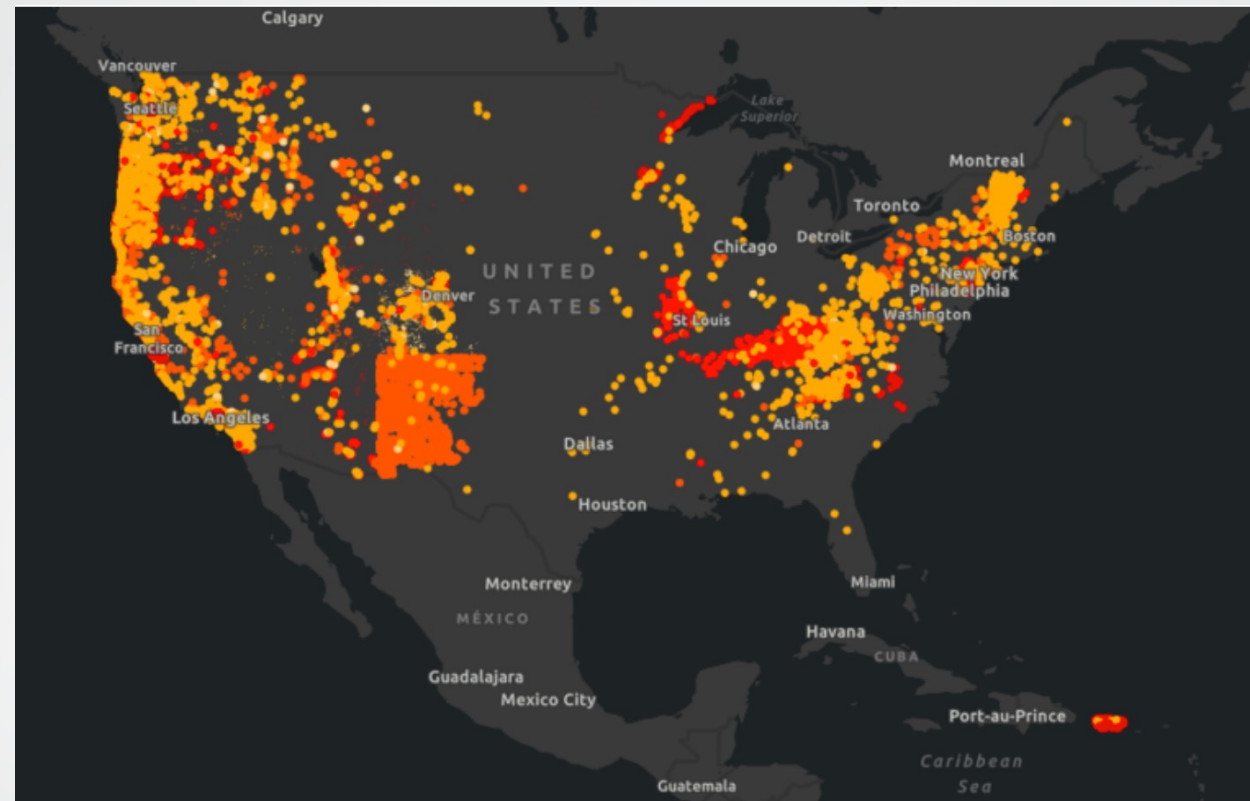 Calgary
Vancouver
Seattle
Lake
Superior
Montreal
Toronto
Boston
Detroit
Chicago
UNITED
STATES
Denver
New York
Philadelphia
Washington
St Louis
San
Francisco
Los Angeles
Atlanta
Dallas
Houston
Monterrey
Miami
MÉXICO
Havana
CUBA
Guadalajara
Mexico City
Port-au-Prince
Caribbean
Sea
Guatemala